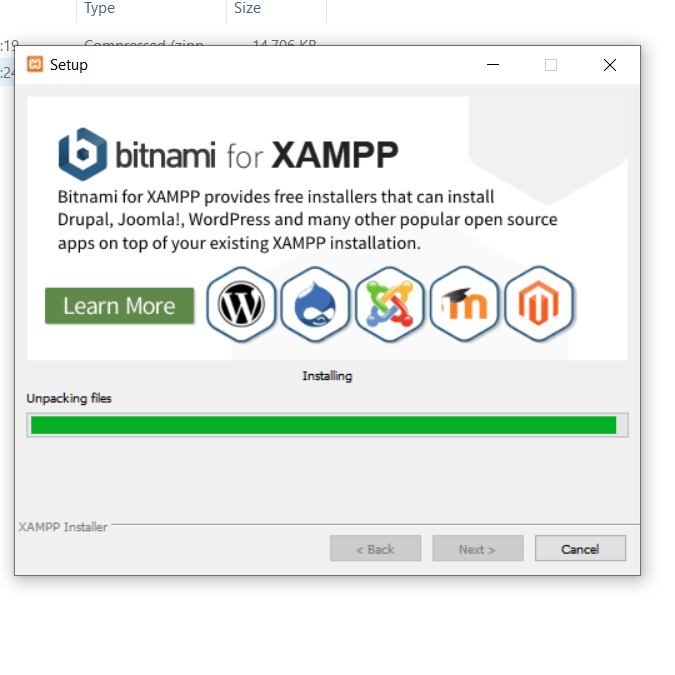 Type Size
:19 Compressed (zipp... 14,706 KB
:24
Setup
bitnami for XAMPP
Bitnami for XAMPP provides free installers that can install
Drupal, Joomla!, WordPress and many other popular open source
apps on top of your existing XAMPP installation.
Learn More
Installing
Unpacking files
XAMPP Installer
< Back Next > Cancel